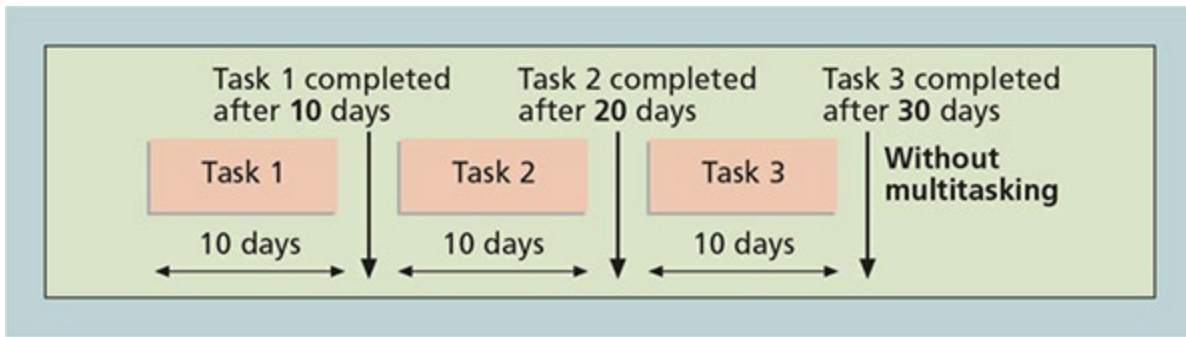 Task 1 completed
after 10 days
Task 2 completed
after 20 days
Task 3 completed
after 30 days
Task 1
Task 2
Task 3
Without
multitasking
10 days
10 days
10 days